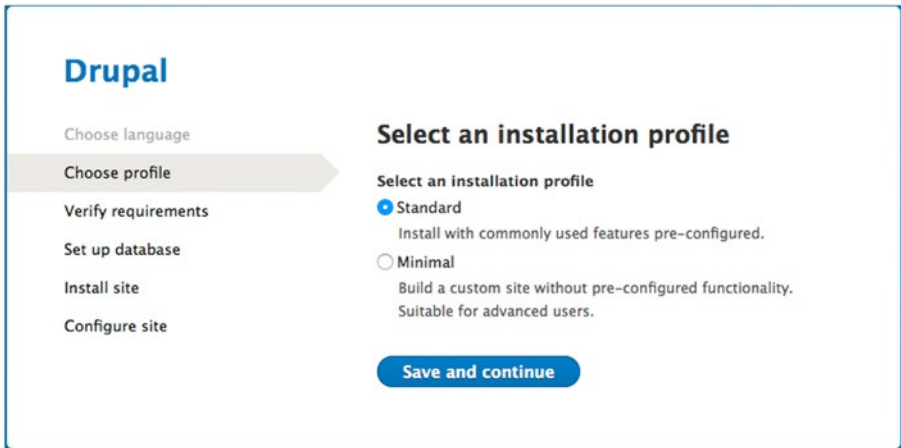 Drupal
Choose language
Choose profile
Verify requirements
Set up database
Install site
Configure site
Select an installation profile
Select an installation profile
Standard
Install with commonly used features pre-configured.
Minimal
Build a custom site without pre-configured functionality.
Suitable for advanced users.
Save and continue